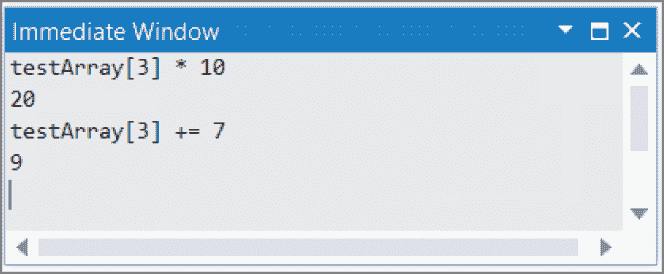 Immediate Window
testArray[3] * 10
20
testArray[3] += 7
9